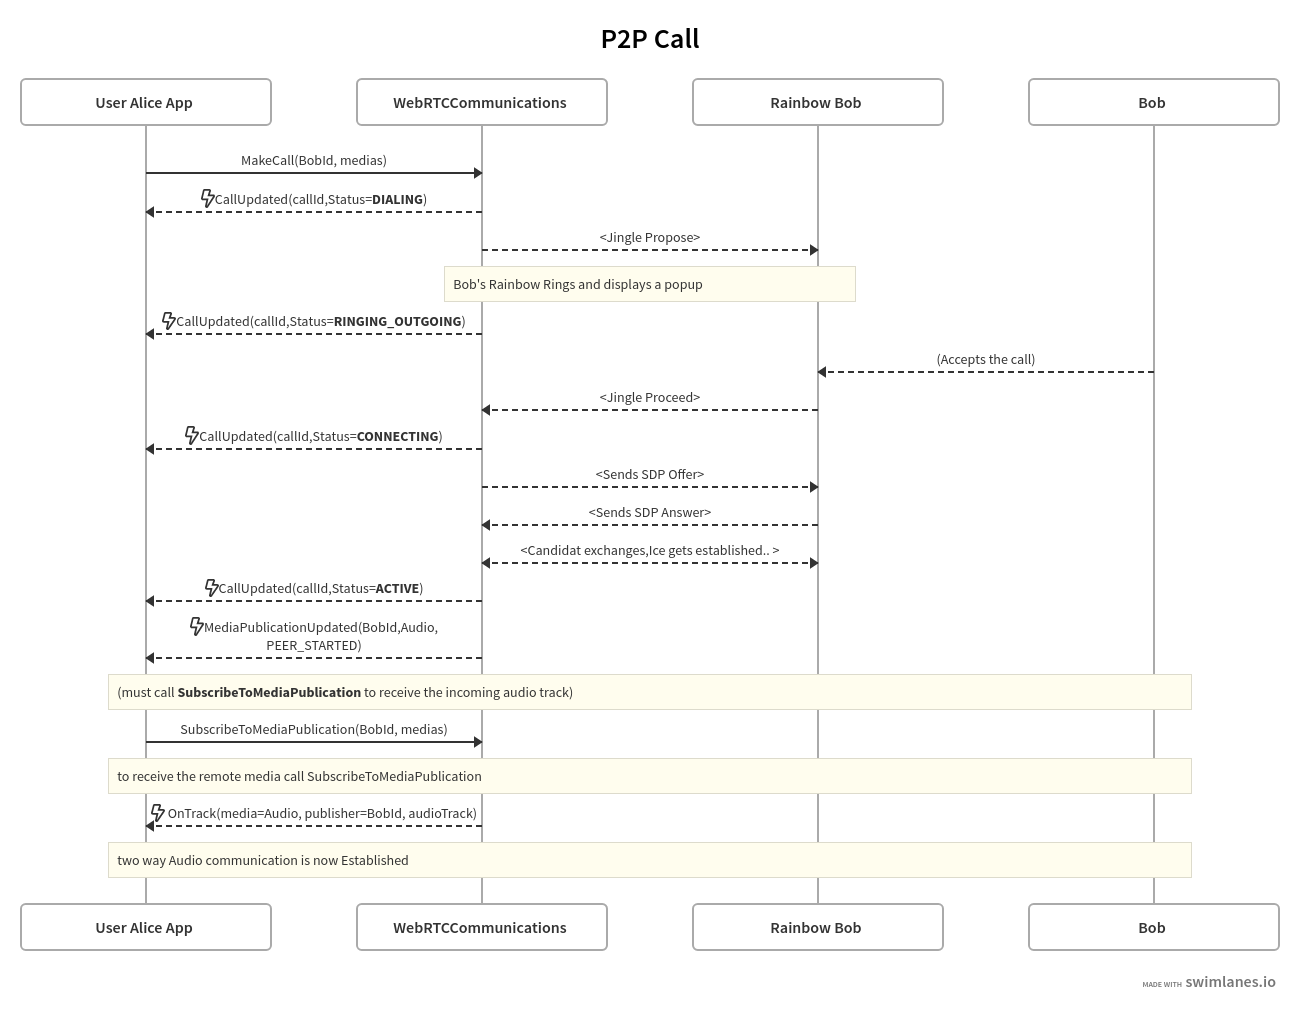 P2P Call
User Alice App
WebRTCCommunications
Rainbow Bob
Bob
MakeCall(BobId, medias)
CallUpdated(callId,Status=DIALING)
<Jingle Propose>
Bob's Rainbow Rings and displays a popup
CallUpdated(callId,Status=RINGING_OUTGOING)
(Accepts the call)
<Jingle Proceed>
CallUpdated(callId,Status=CONNECTING)
<Sends SDP Offer>
<Sends SDP Answer>
<Candidat exchanges,Ice gets established.. >
CallUpdated(callId,Status=ACTIVE)
MediaPublicationUpdated(BobId,Audio,
PEER_STARTED)
(must call SubscribeToMediaPublication to receive the incoming audio track)
SubscribeToMediaPublication(BobId, medias)
to receive the remote media call SubscribeToMediaPublication
OnTrack(media=Audio, publisher=BobId, audioTrack)
two way Audio communication is now Established
User Alice App
WebRTCCommunications
Rainbow Bob
Bob
MADE WITH swimlanes.io